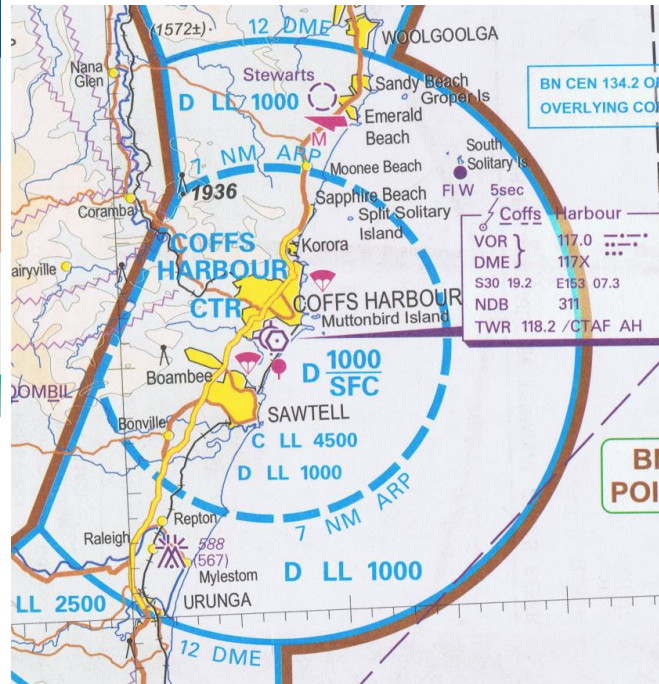 (1572±)
12 DME
WOOLGOOLGA
Nana
Glen
Stewarts
Sandy Beach
Groper Is
D LL 1000
BN CEN 134.2
OVERLYING
Emerald
Beach
M
7 NM ARP
Moonee Beach
South
Solitary Is
1936
Fl W 5sec
Coramba
Sapphire Beach
Split Solitary
Island
Coffs Harbour
VOR } 117.0
DME } 117X
S30 19.2 E153 07.3
NDB 311
TWR 118.2 /CTAF AH
COFFS
HARBOUR
CTR
Korora
airyville
COFFS HARBOUR
Muttonbird Island
D 1000
SFC
Boambee
OOMBIL
SAWTELL
Bonville
C LL 4500
D LL 1000
BN
POI
7 NM ARP
Repton
Raleigh
588
(567)
Mylestom
D LL 1000
LL 2500
URUNGA
12 DME